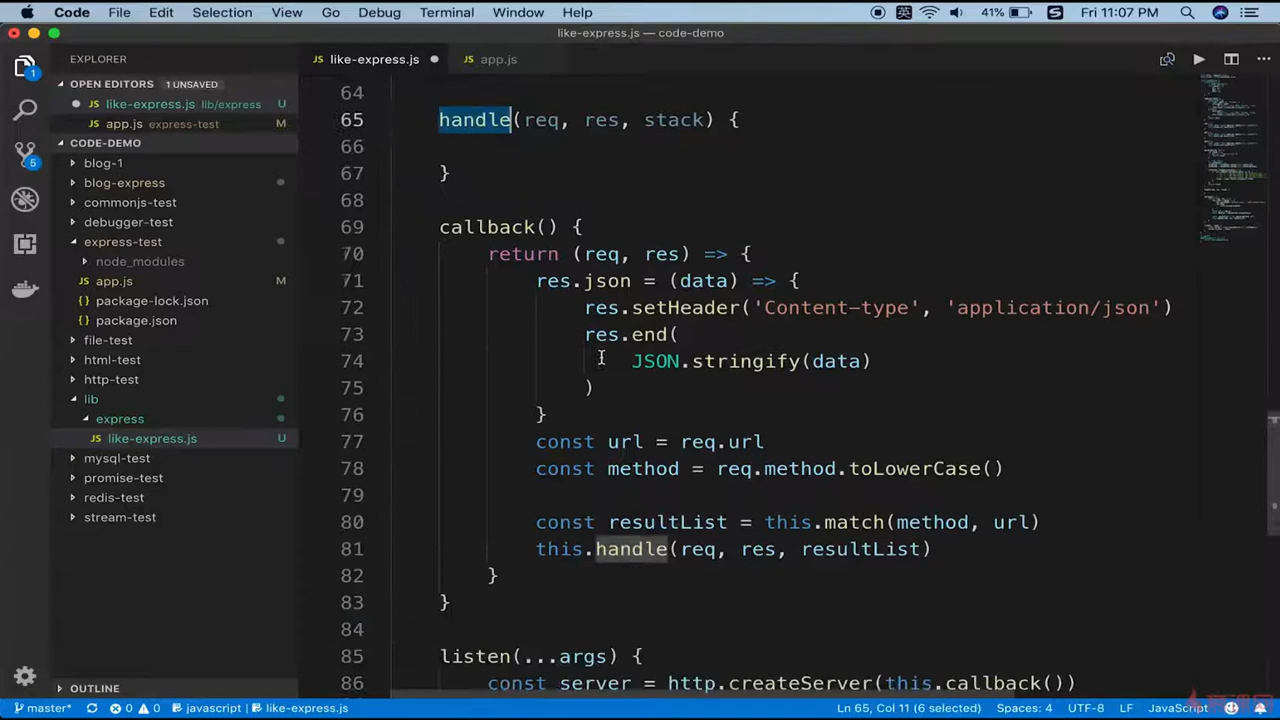 Code File Edit Selection View Go Debug Terminal Window Help 英 41% S Fri 11:07 PM
like-express.js — code-demo
EXPLORER
OPEN EDITORS 1 UNSAVED
like-express.js lib/express U
app.js express-test M
CODE-DEMO
blog-1
blog-express
commonjs-test
debugger-test
express-test
node_modules
app.js M
package-lock.json
package.json
file-test
html-test
http-test
lib
express
like-express.js U
mysql-test
promise-test
redis-test
stream-test
OUTLINE
1
5
like-express.js app.js
64
65 handle(req, res, stack) {
66
67 }
68
69 callback() {
70 return (req, res) => {
71 res.json = (data) => {
72 res.setHeader('Content-type', 'application/json')
73 res.end(
74 JSON.stringify(data)
75 )
76 }
77 const url = req.url
78 const method = req.method.toLowerCase()
79
80 const resultList = this.match(method, url)
81 this.handle(req, res, resultList)
82 }
83 }
84
85 listen(...args) {
86 const server = http.createServer(this.callback())
master* 0 0 javascript | like-express.js Ln 65, Col 11 (6 selected) Spaces: 4 UTF-8 LF JavaScript